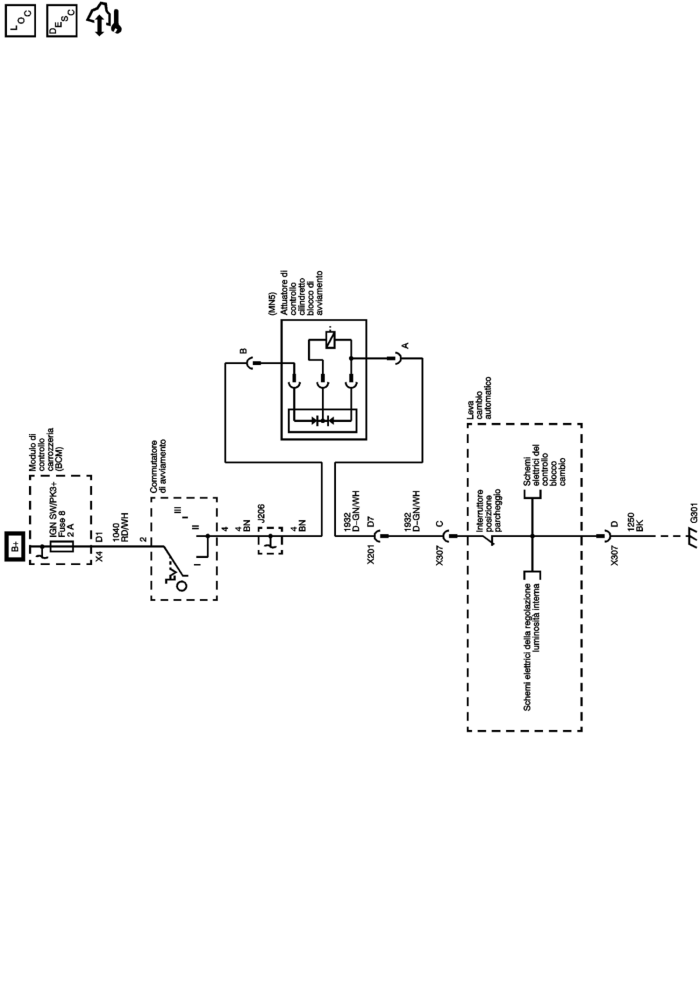 LOC
DESC
B+
Modulo di
controllo
carrozzeria
(BCM)
IGN SW/PK3+
Fuse 8
2 A
X4
D1
1040
RD/WH
2
Commutatore
di avviamento
I
II
III
4
4
BN
J206
4
BN
B
(MN5)
Attuatore di
controllo
cilindretto
blocco di
avviamento
A
1932
D-GN/WH
X201
D7
1932
D-GN/WH
X307
C
Leva
cambio
automatico
Interruttore
posizione
parcheggio
Schemi
elettrici del
controllo
blocco
cambio
Schemi elettrici della regolazione
luminosità interna
X307
D
1250
BK
G301